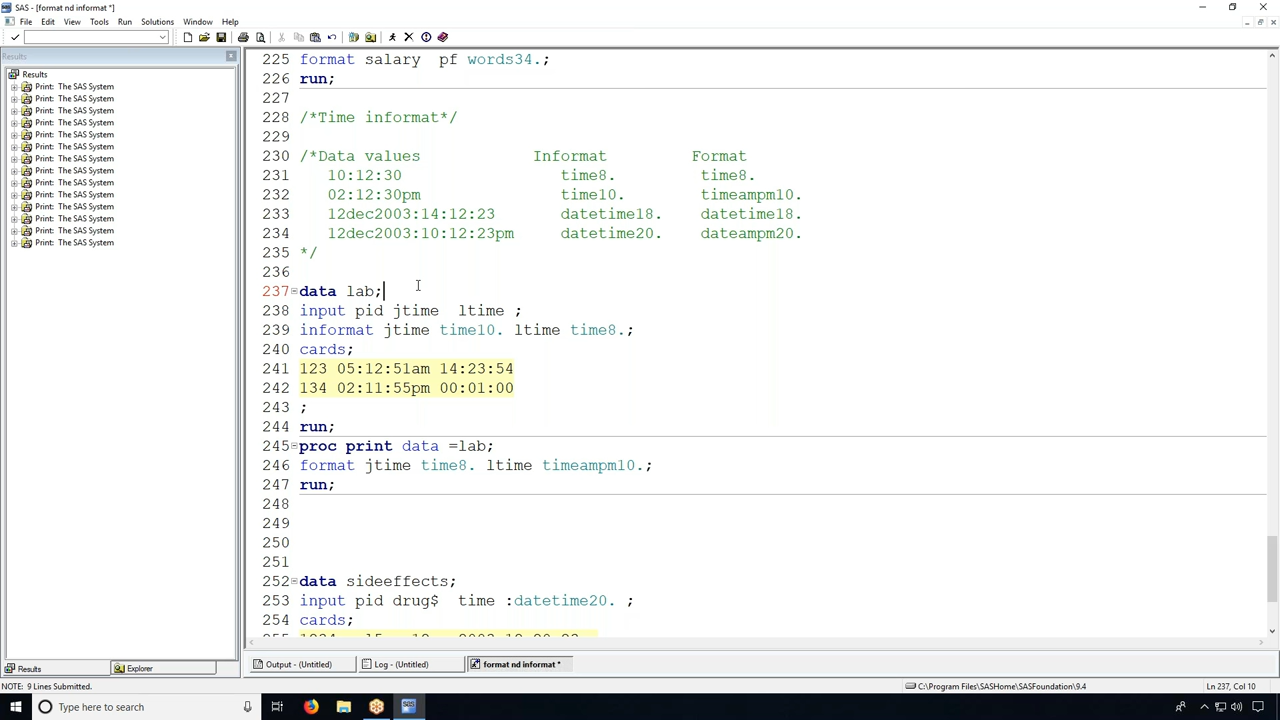 SAS - [format nd informat *]
File Edit View Tools Run Solutions Window Help
Results
Results
Print: The SAS System
Print: The SAS System
Print: The SAS System
Print: The SAS System
Print: The SAS System
Print: The SAS System
Print: The SAS System
Print: The SAS System
Print: The SAS System
Print: The SAS System
Print: The SAS System
Print: The SAS System
Print: The SAS System
Print: The SAS System
225 format salary pf words34.;
226 run;
227
228 /*Time informat*/
229
230 /*Data values Informat Format
231 10:12:30 time8. time8.
232 02:12:30pm time10. timeampm10.
233 12dec2003:14:12:23 datetime18. datetime18.
234 12dec2003:10:12:23pm datetime20. dateampm20.
235 */
236
237 data lab;
238 input pid jtime ltime ;
239 informat jtime time10. ltime time8.;
240 cards;
241 123 05:12:51am 14:23:54
242 134 02:11:55pm 00:01:00
243 ;
244 run;
245 proc print data =lab;
246 format jtime time8. ltime timeampm10.;
247 run;
248
249
250
251
252 data sideeffects;
253 input pid drug$ time :datetime20. ;
254 cards;
Results Explorer
Output - (Untitled) Log - (Untitled) format nd informat *
NOTE: 9 Lines Submitted.
C:\Program Files\SASHome\SASFoundation\9.4
Ln 237, Col 10
Type here to search